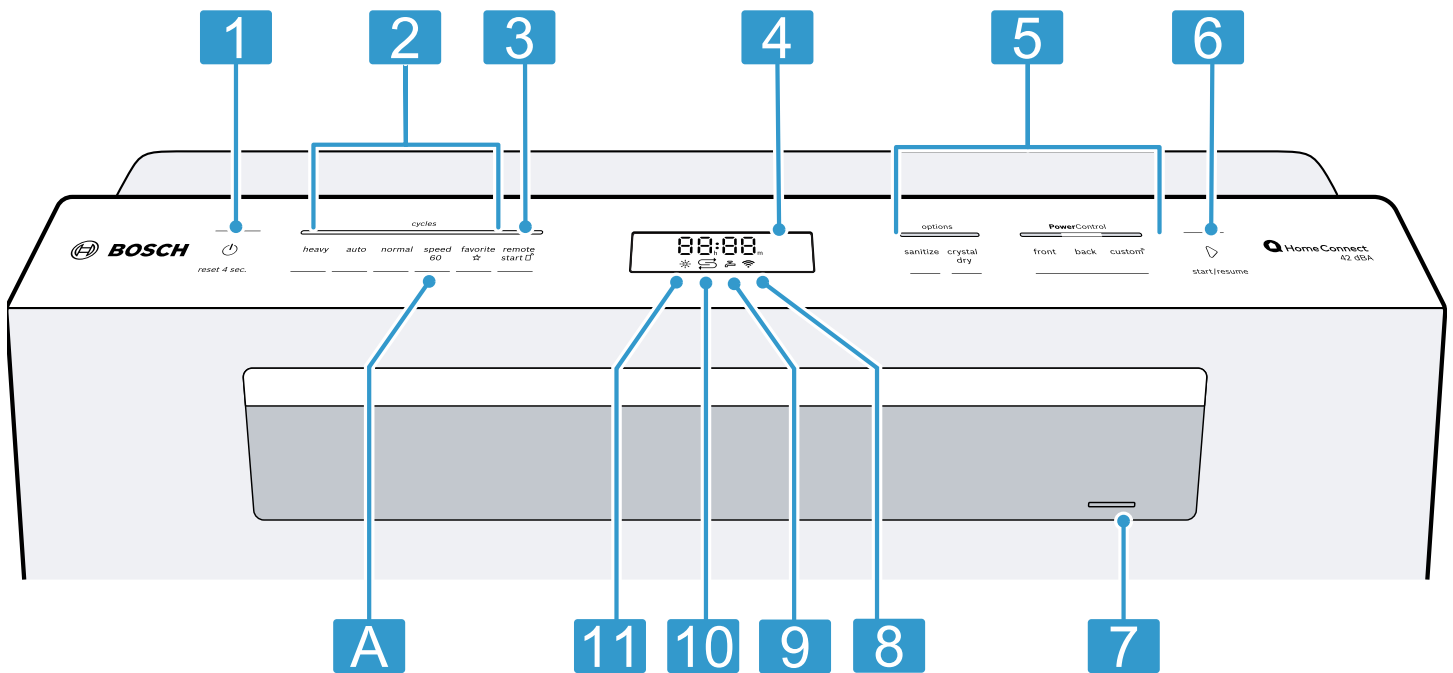 1 2 3 4 5 6
cycles
BOSCH
heavy auto normal speed 60 favorite ☆ remote start
reset 4 sec.
88:88
h m
options
sanitize crystal dry
PowerControl
front back custom
start/resume
Home Connect
42 dBA
A 11 10 9 8 7